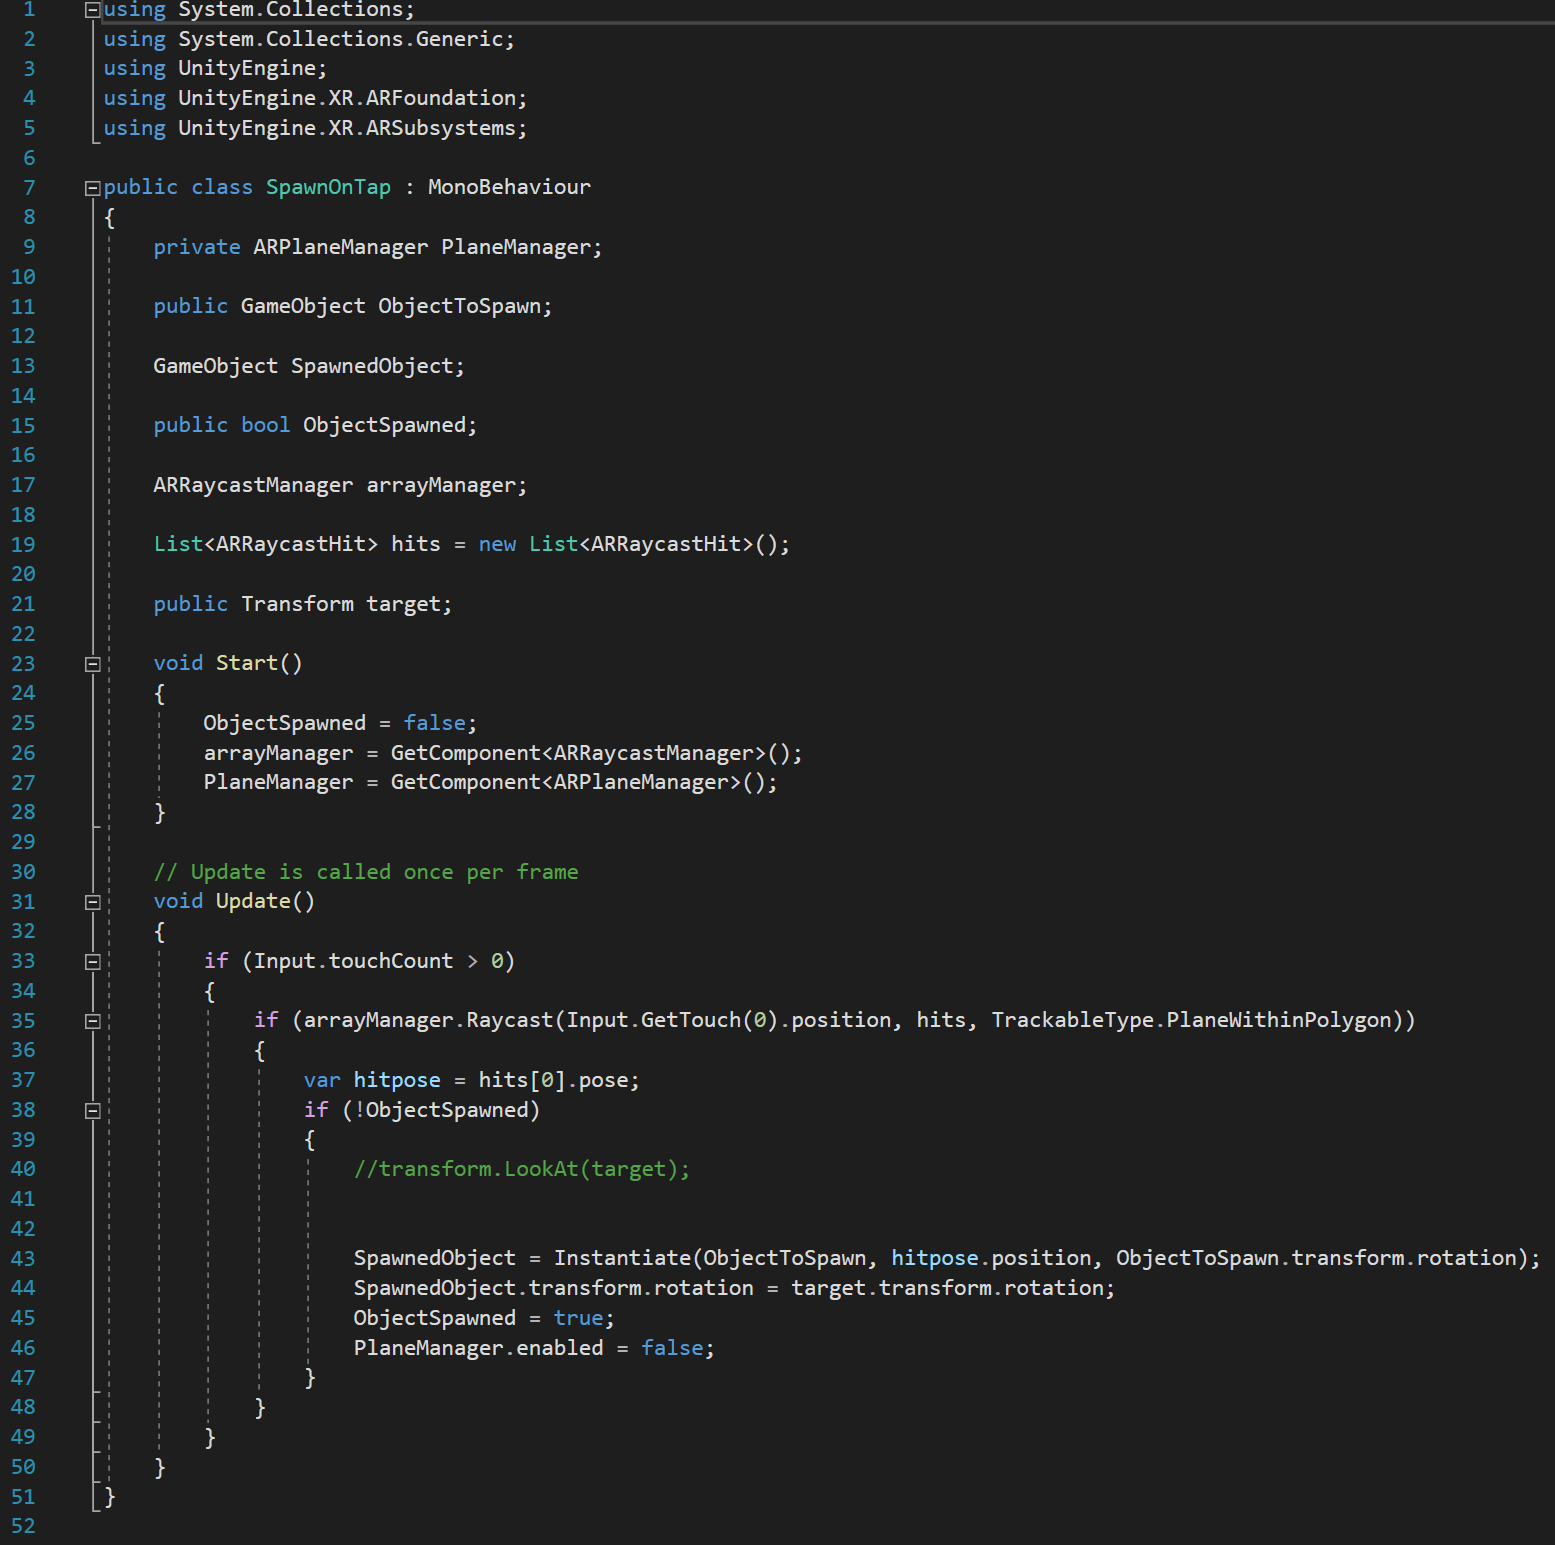 1 using System.Collections;
2 using System.Collections.Generic;
3 using UnityEngine;
4 using UnityEngine.XR.ARFoundation;
5 using UnityEngine.XR.ARSubsystems;
6
7 public class SpawnOnTap : MonoBehaviour
8 {
9     private ARPlaneManager PlaneManager;
10
11     public GameObject ObjectToSpawn;
12
13     GameObject SpawnedObject;
14
15     public bool ObjectSpawned;
16
17     ARRaycastManager arrayManager;
18
19     List<ARRaycastHit> hits = new List<ARRaycastHit>();
20
21     public Transform target;
22
23     void Start()
24     {
25         ObjectSpawned = false;
26         arrayManager = GetComponent<ARRaycastManager>();
27         PlaneManager = GetComponent<ARPlaneManager>();
28     }
29
30     // Update is called once per frame
31     void Update()
32     {
33         if (Input.touchCount > 0)
34         {
35             if (arrayManager.Raycast(Input.GetTouch(0).position, hits, TrackableType.PlaneWithinPolygon))
36             {
37                 var hitpose = hits[0].pose;
38                 if (!ObjectSpawned)
39                 {
40                     //transform.LookAt(target);
41
42
43                     SpawnedObject = Instantiate(ObjectToSpawn, hitpose.position, ObjectToSpawn.transform.rotation);
44                     SpawnedObject.transform.rotation = target.transform.rotation;
45                     ObjectSpawned = true;
46                     PlaneManager.enabled = false;
47                 }
48             }
49         }
50     }
51 }
52